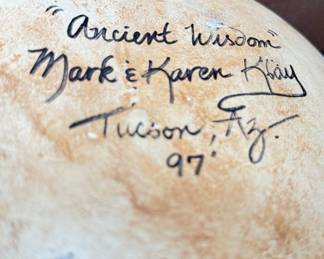 "Ancient Wisdom"
Mark & Karen
Tucson, Az.
97'